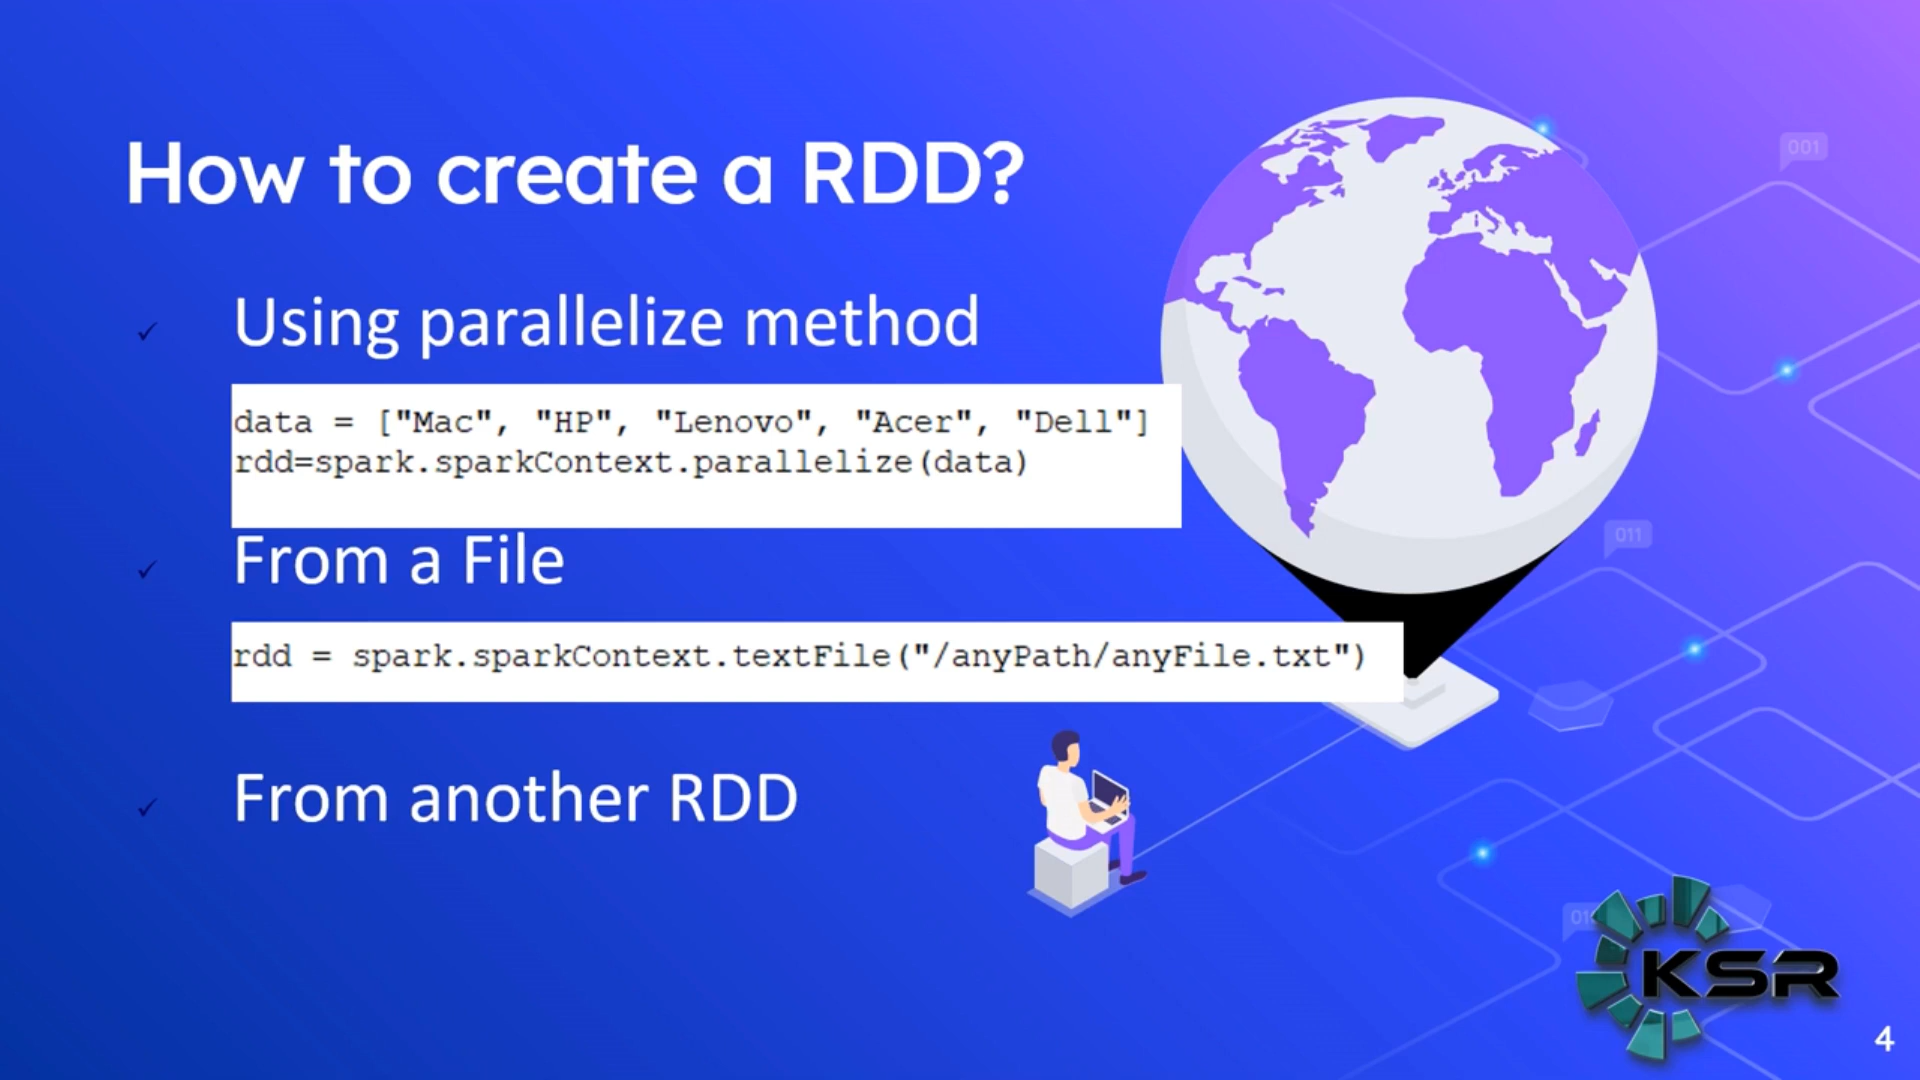 How to create a RDD?
001
✓ Using parallelize method
data = ["Mac", "HP", "Lenovo", "Acer", "Dell"]
rdd=spark.sparkContext.parallelize(data)
011
✓ From a File
rdd = spark.sparkContext.textFile("/anyPath/anyFile.txt")
✓ From another RDD
KSR
4